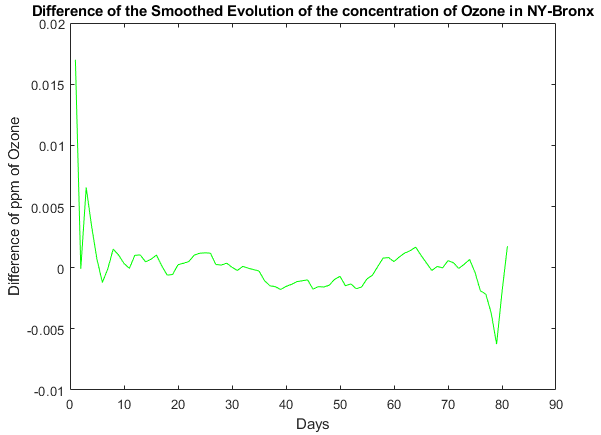 Difference of the Smoothed Evolution of the concentration of Ozone in NY-Bronx
0.02
0.015
0.01
0.005
0
-0.005
-0.01
Difference of ppm of Ozone
0 10 20 30 40 50 60 70 80 90
Days